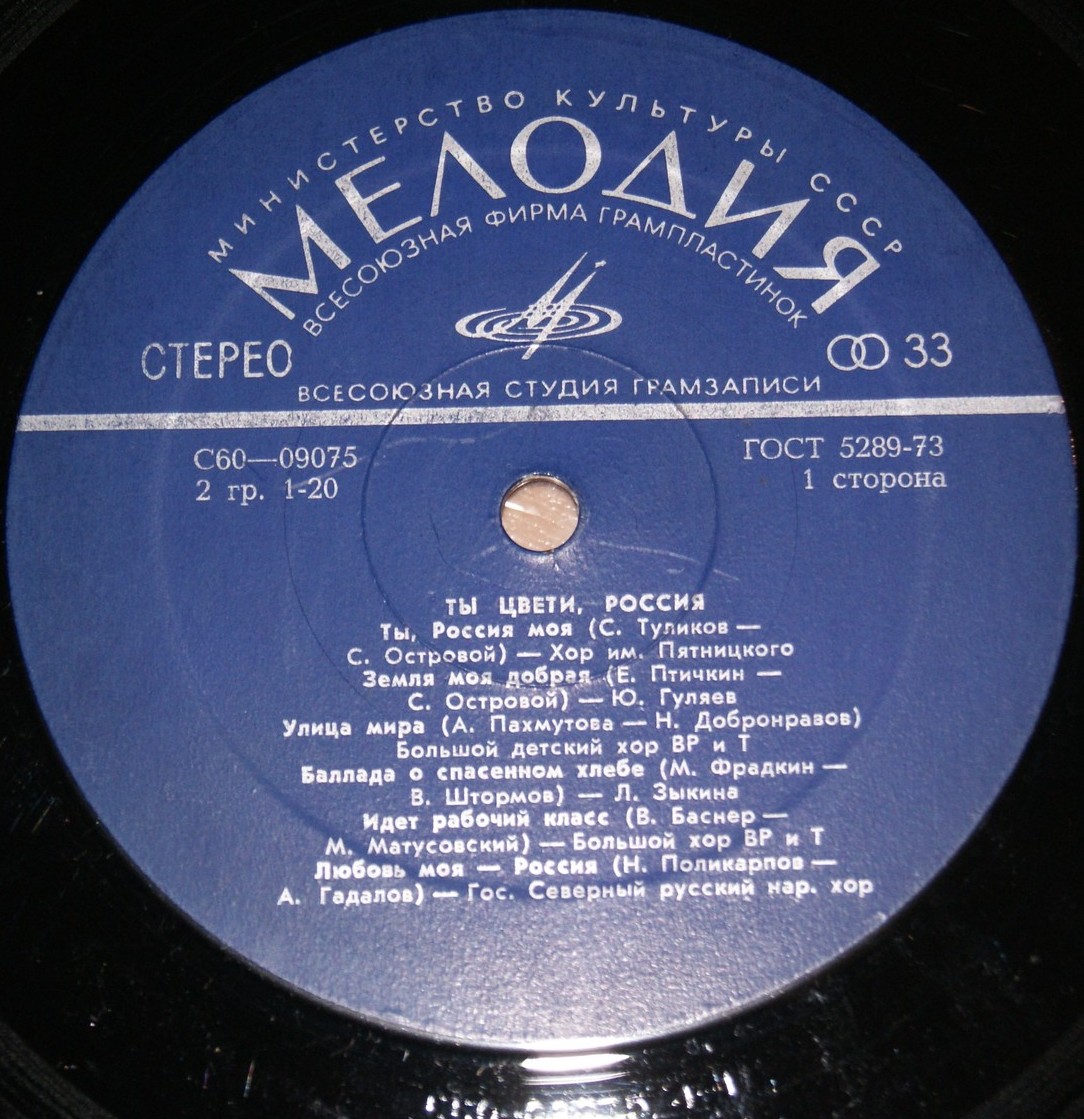 МИНИСТЕРСТВО КУЛЬТУРЫ СССР
МЕЛОДИЯ
ВСЕСОЮЗНАЯ ФИРМА ГРАМПЛАСТИНОК
СТЕРЕО
33
ВСЕСОЮЗНАЯ СТУДИЯ ГРАМЗАПИСИ
С60—09075
ГОСТ 5289-73
2 гр. 1-20
1 сторона
ТЫ ЦВЕТИ, РОССИЯ
Ты, Россия моя (С. Туликов —
С. Островой) — Хор им. Пятницкого
Земля моя добрая (Е. Птичкин —
С. Островой) — Ю. Гуляев
Улица мира (А. Пахмутова — Н. Добронравов)
Большой детский хор ВР и Т
Баллада о спасенном хлебе (М. Фрадкин —
В. Штормов) — Л. Зыкина
Идет рабочий класс (В. Баснер —
М. Матусовский) — Большой хор ВР и Т
Любовь моя — Россия (Н. Поликарпов —
А. Гадалов) — Гос. Северный русский нар. хор